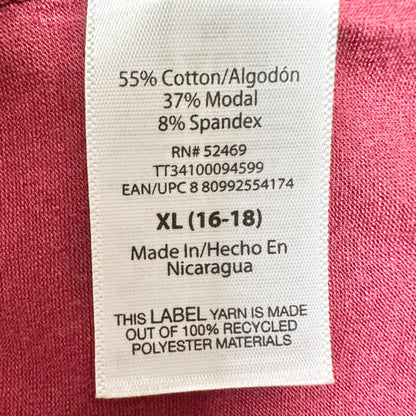 55% Cotton/Algodón
37% Modal
8% Spandex
RN# 52469
TT34100094599
EAN/UPC 8 80992554174
XL (16-18)
Made In/Hecho En
Nicaragua
THIS LABEL YARN IS MADE
OUT OF 100% RECYCLED
POLYESTER MATERIALS